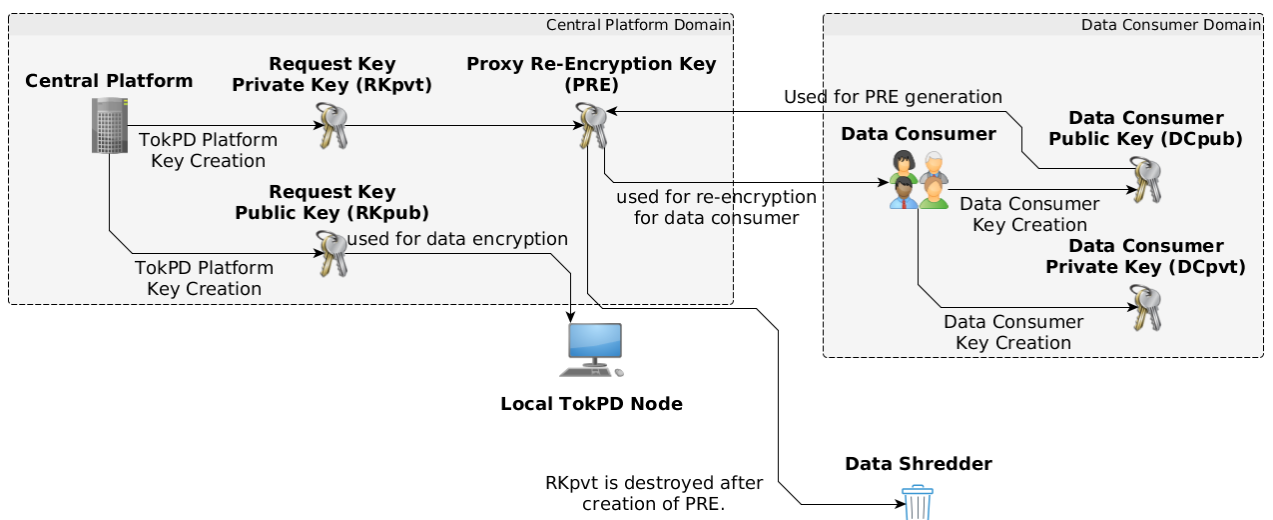 Central Platform Domain
Central Platform
Request Key
Private Key (RKpvt)
Proxy Re-Encryption Key
(PRE)
TokPD Platform
Key Creation
Request Key
Public Key (RKpub)
used for data encryption
TokPD Platform
Key Creation
used for re-encryption
for data consumer
Data Consumer Domain
Used for PRE generation
Data Consumer
Data Consumer
Public Key (DCpub)
Data Consumer
Key Creation
Data Consumer
Private Key (DCpvt)
Data Consumer
Key Creation
Local TokPD Node
Data Shredder
RKpvt is destroyed after
creation of PRE.